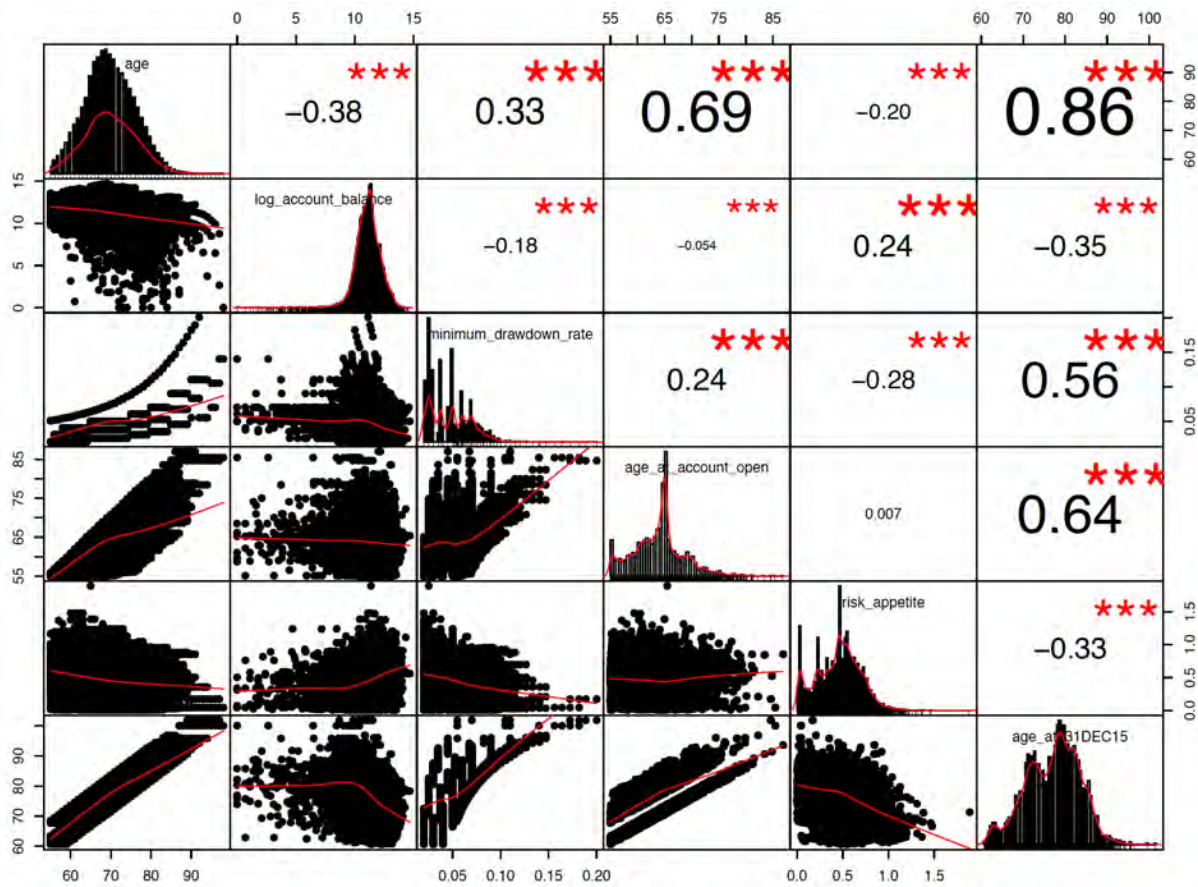 0 5 10 15 55 65 75 85 60 70 80 90 100
age *** *** *** *** ***
−0.38 0.33 0.69 −0.20 0.86
60 70 80 90
0 5 10 15
log_account_balance *** *** *** ***
−0.18 −0.054 0.24 −0.35
minimum_drawdown_rate *** *** ***
0.24 −0.28 0.56
0.05 0.15
55 65 75 85
age_at_account_open ***
0.007 0.64
risk_appetite ***
−0.33
0.0 0.5 1.0 1.5
60 70 80 90
age_at_31DEC15
60 70 80 90 0.05 0.10 0.15 0.20 0.0 0.5 1.0 1.5